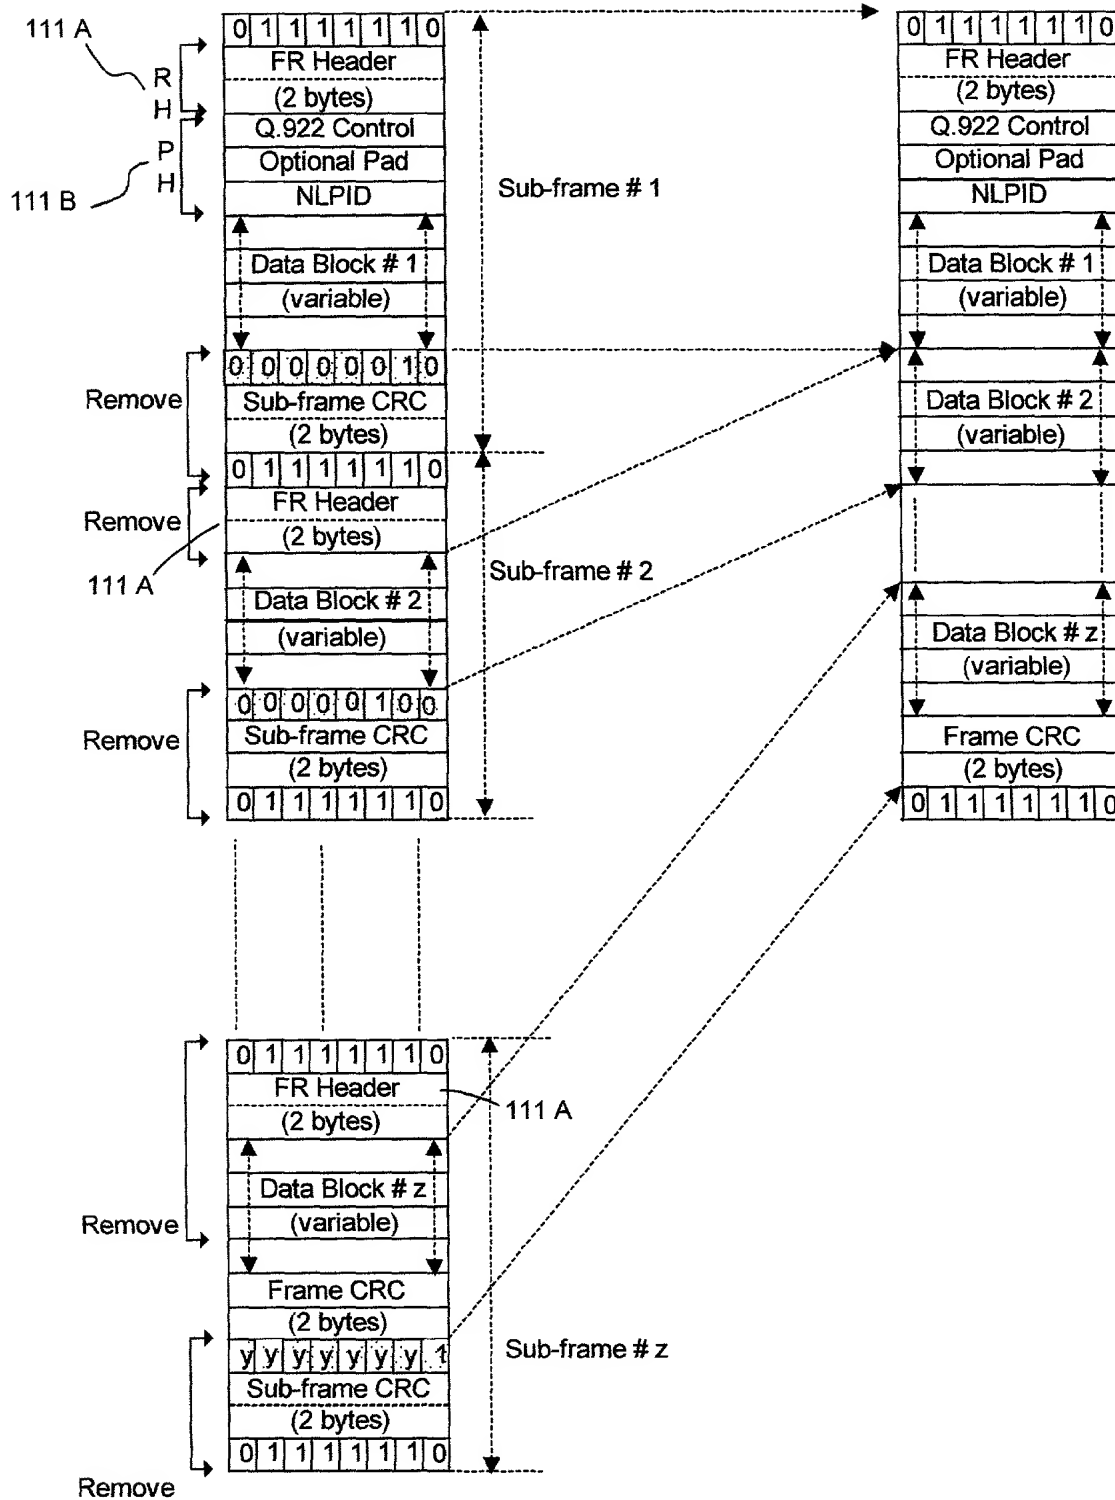 111 A
R
H
P
H
111 B
0 1 1 1 1 1 1 0
FR Header
(2 bytes)
Q.922 Control
Optional Pad
NLPID
Data Block # 1
(variable)
Remove
0 0 0 0 0 0 1 0
Sub-frame CRC
(2 bytes)
Sub-frame # 1
0 1 1 1 1 1 1 0
Remove
FR Header
(2 bytes)
111 A
Data Block # 2
(variable)
Sub-frame # 2
Remove
0 0 0 0 0 1 0 0
Sub-frame CRC
(2 bytes)
0 1 1 1 1 1 1 0
0 1 1 1 1 1 1 0
FR Header
(2 bytes)
111 A
Data Block # z
(variable)
Remove
Frame CRC
(2 bytes)
y y y y y y y 1
Sub-frame CRC
(2 bytes)
0 1 1 1 1 1 1 0
Remove
Sub-frame # z
0 1 1 1 1 1 1 0
FR Header
(2 bytes)
Q.922 Control
Optional Pad
NLPID
Data Block # 1
(variable)
Data Block # 2
(variable)
Data Block # z
(variable)
Frame CRC
(2 bytes)
0 1 1 1 1 1 1 0